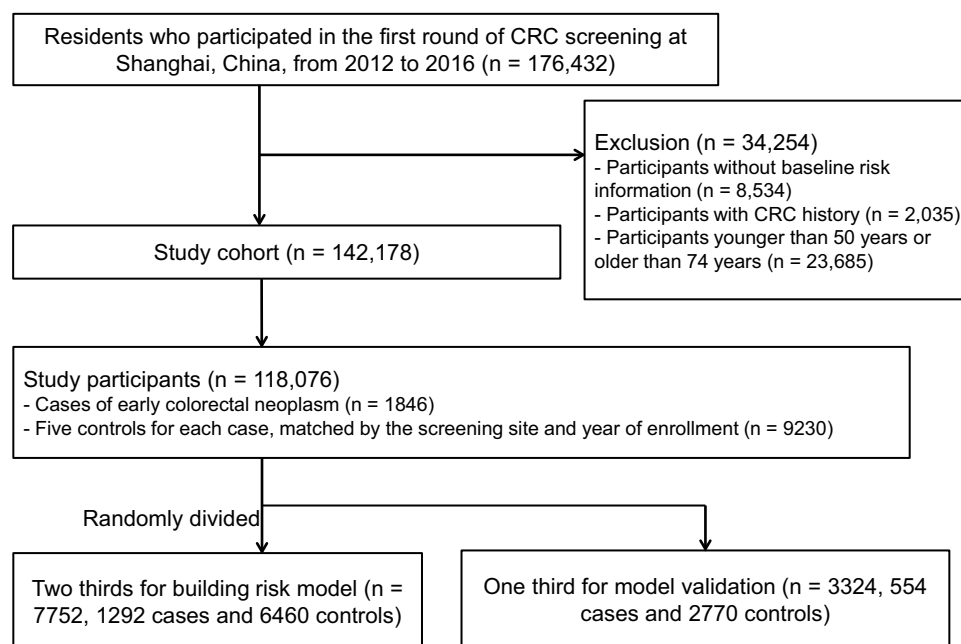 Residents who participated in the first round of CRC screening at
Shanghai, China, from 2012 to 2016 (n = 176,432)
Exclusion (n = 34,254)
- Participants without baseline risk
information (n = 8,534)
- Participants with CRC history (n = 2,035)
- Participants younger than 50 years or
older than 74 years (n = 23,685)
Study cohort (n = 142,178)
Study participants (n = 118,076)
- Cases of early colorectal neoplasm (n = 1846)
- Five controls for each case, matched by the screening site and year of enrollment (n = 9230)
Randomly divided
Two thirds for building risk model (n =
7752, 1292 cases and 6460 controls)
One third for model validation (n = 3324, 554
cases and 2770 controls)